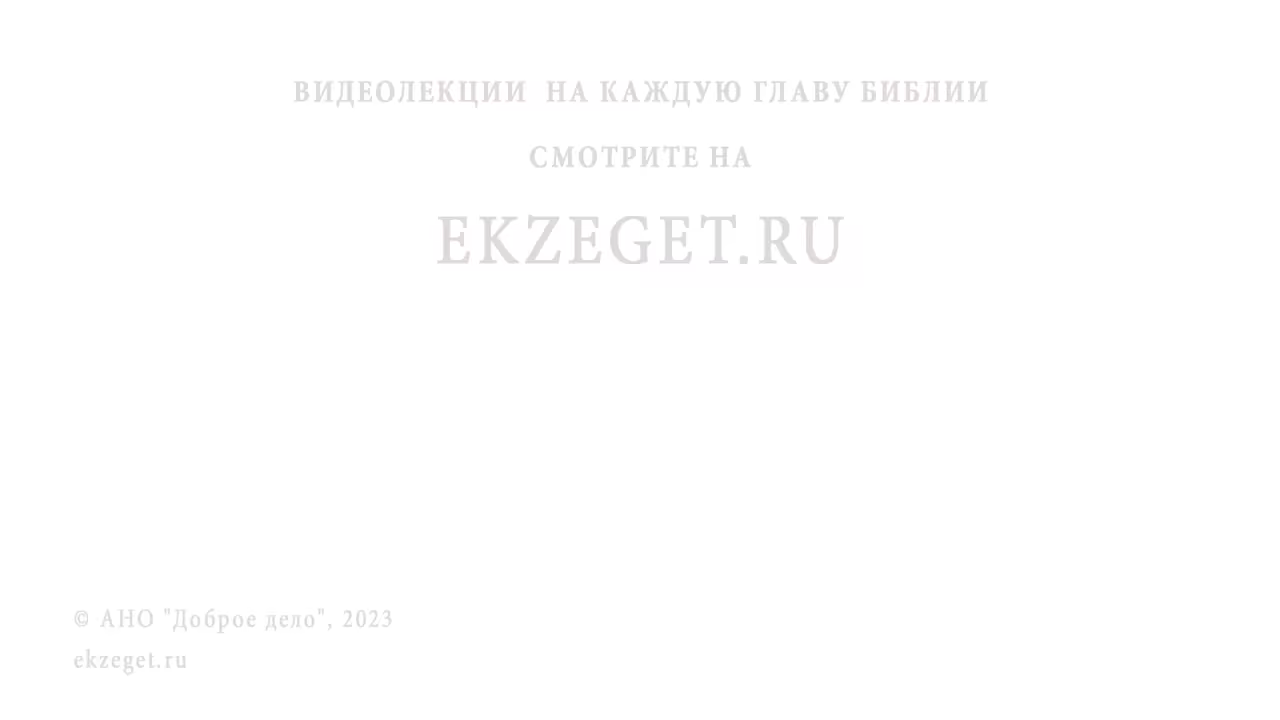 ВИДЕОЛЕКЦИИ НА КАЖДУЮ ГЛАВУ БИБЛИИ
СМОТРИТЕ НА
EKZEGET.RU
© АНО "Доброе дело", 2023
ekzeget.ru